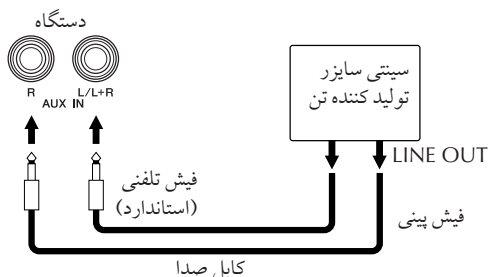 دستگاه
R
L/L+R
AUX IN
سینتی سایزر
تولید کننده تن
LINE OUT
فیش تلفنی
(استاندارد)
فیش پینی
کابل صدا